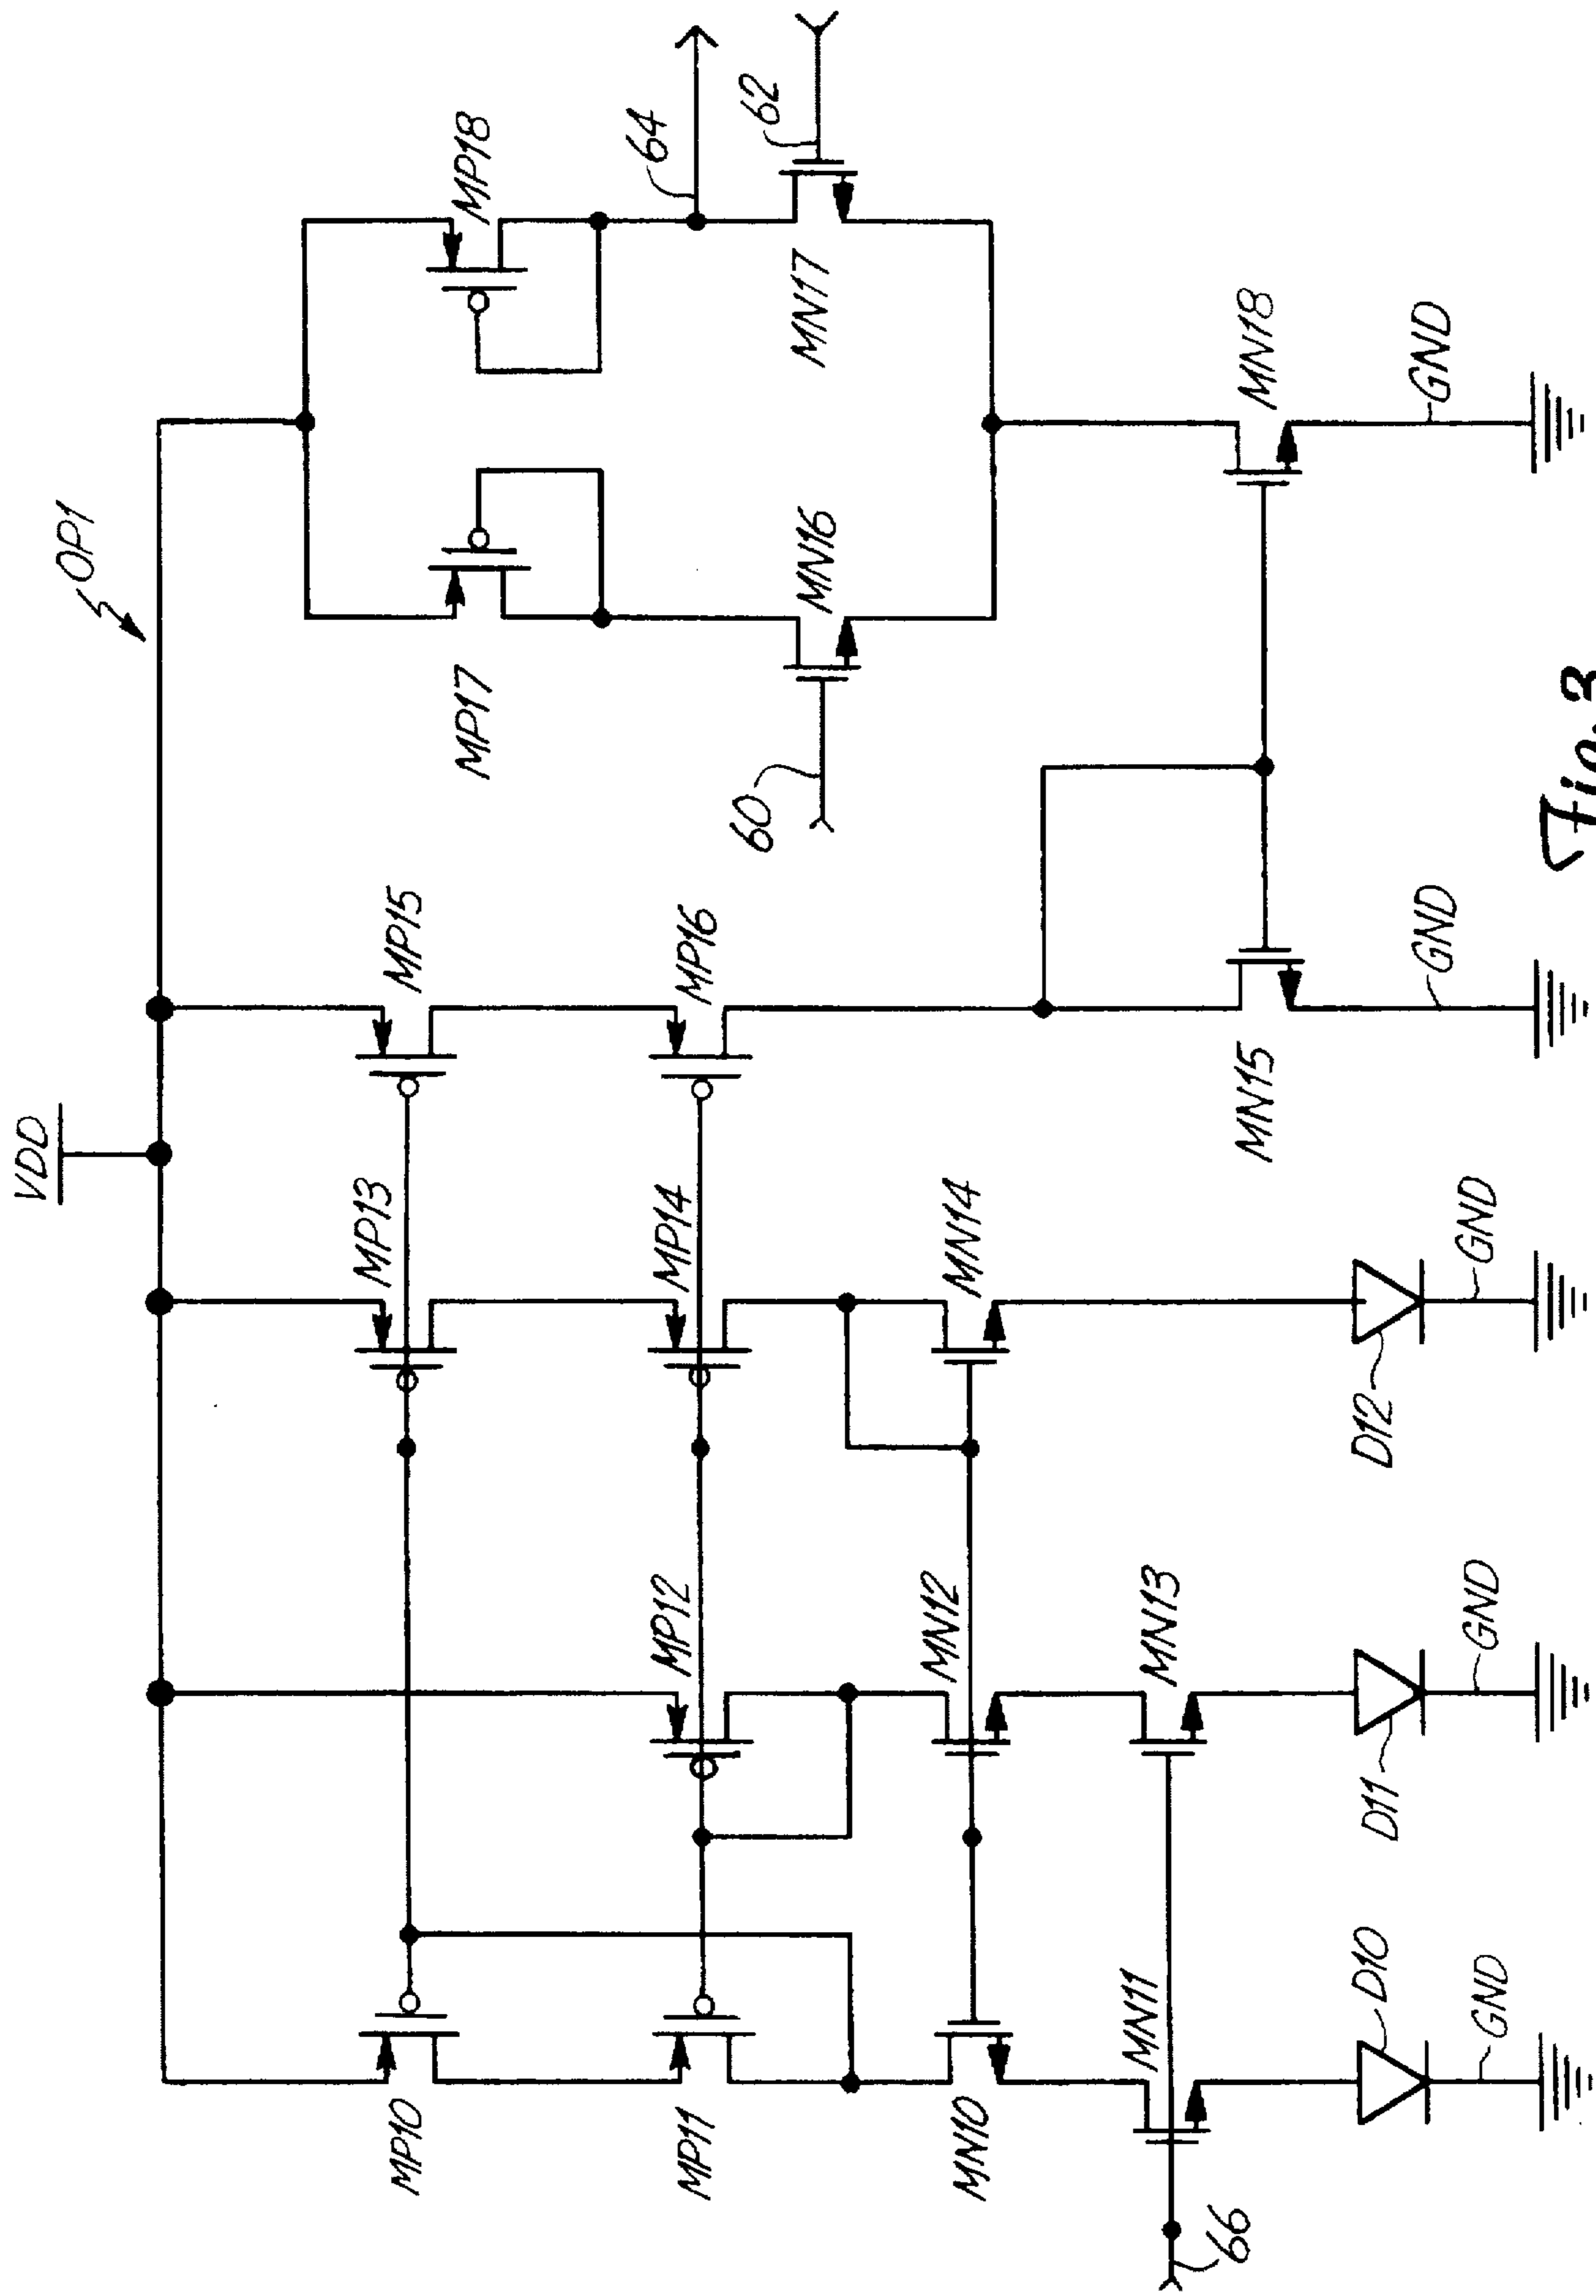 VDD
OP1
MP10
MP11
MP12
MP13
MP14
MP15
MP16
MP17
MP18
64
62
60
MN10
MN11
MN12
MN13
MN14
MN15
MN16
MN17
MN18
66
D10
D11
D12
GND
GND
GND
GND
GND
Fig. 3